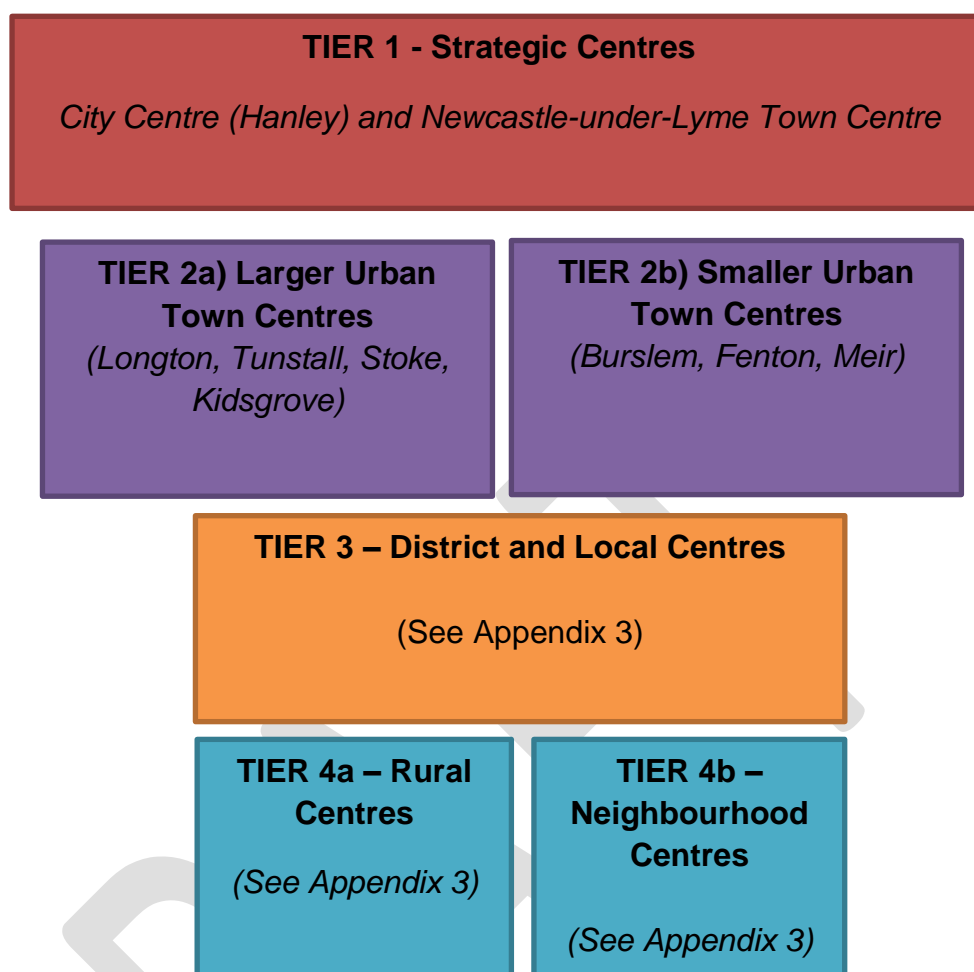 TIER 1 - Strategic Centres
City Centre (Hanley) and Newcastle-under-Lyme Town Centre
TIER 2a) Larger Urban
Town Centres
(Longton, Tunstall, Stoke,
Kidsgrove)
TIER 2b) Smaller Urban
Town Centres
(Burslem, Fenton, Meir)
TIER 3 – District and Local Centres
(See Appendix 3)
TIER 4a – Rural
Centres
(See Appendix 3)
TIER 4b –
Neighbourhood
Centres
(See Appendix 3)